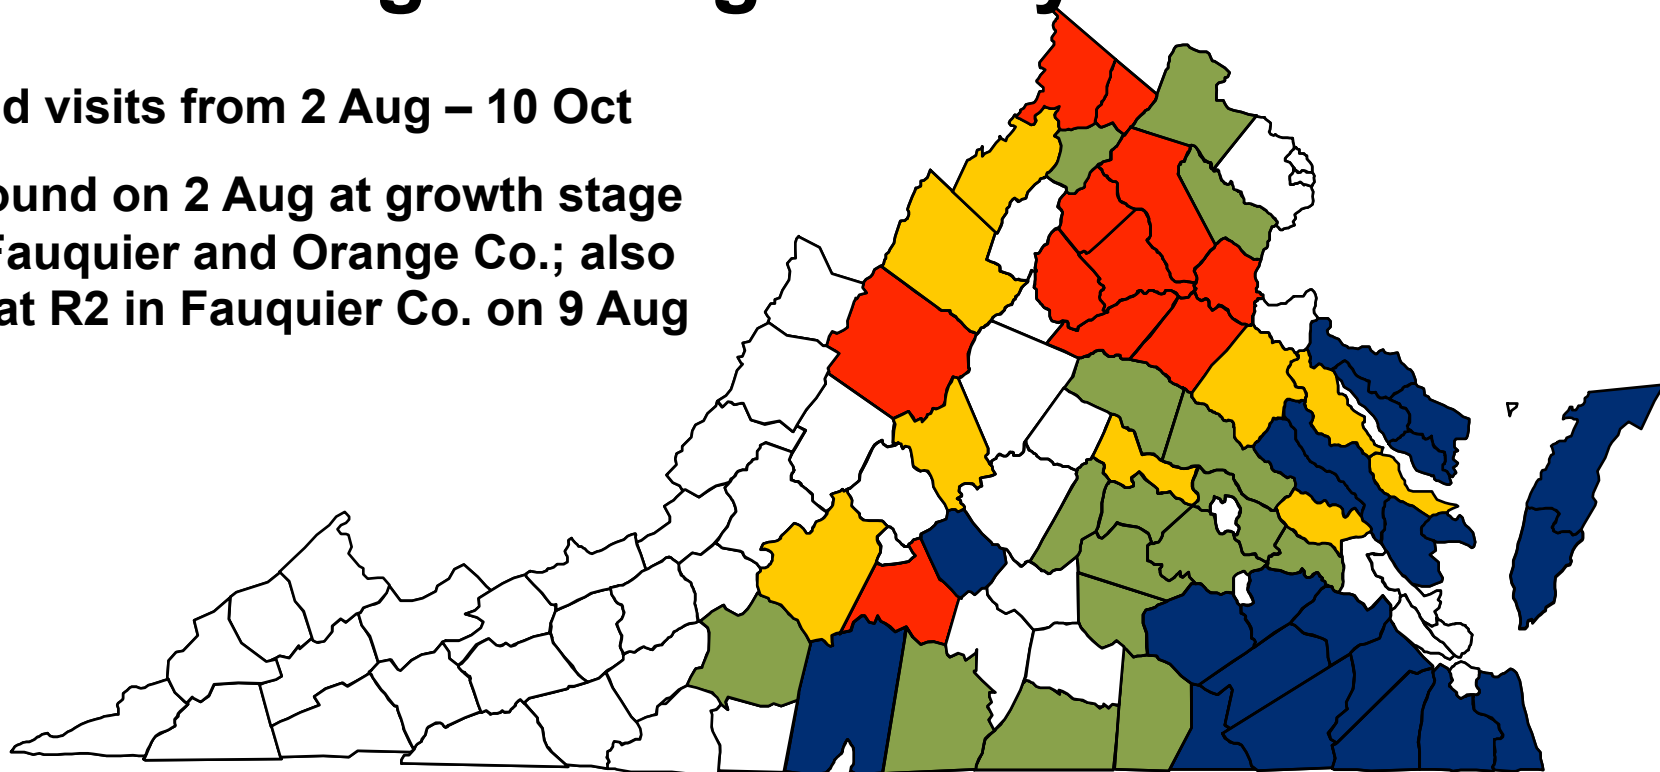 d visits from 2 Aug – 10 Oct
ound on 2 Aug at growth stage
Fauquier and Orange Co.; also
at R2 in Fauquier Co. on 9 Aug